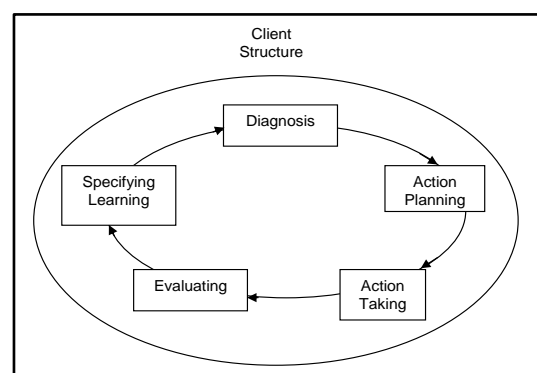 Client
Structure
Diagnosis
Action
Planning
Action
Taking
Evaluating
Specifying
Learning